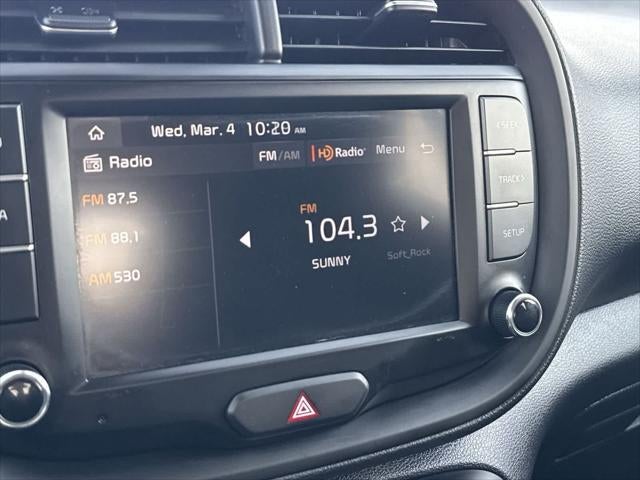 Wed, Mar. 4 10:20 AM
Radio
FM/AM HD Radio Menu
FM 87.5
FM 88.1
AM 530
FM
104.3
SUNNY
Soft_Rock
<SEEK
TRACK>
SETUP
A